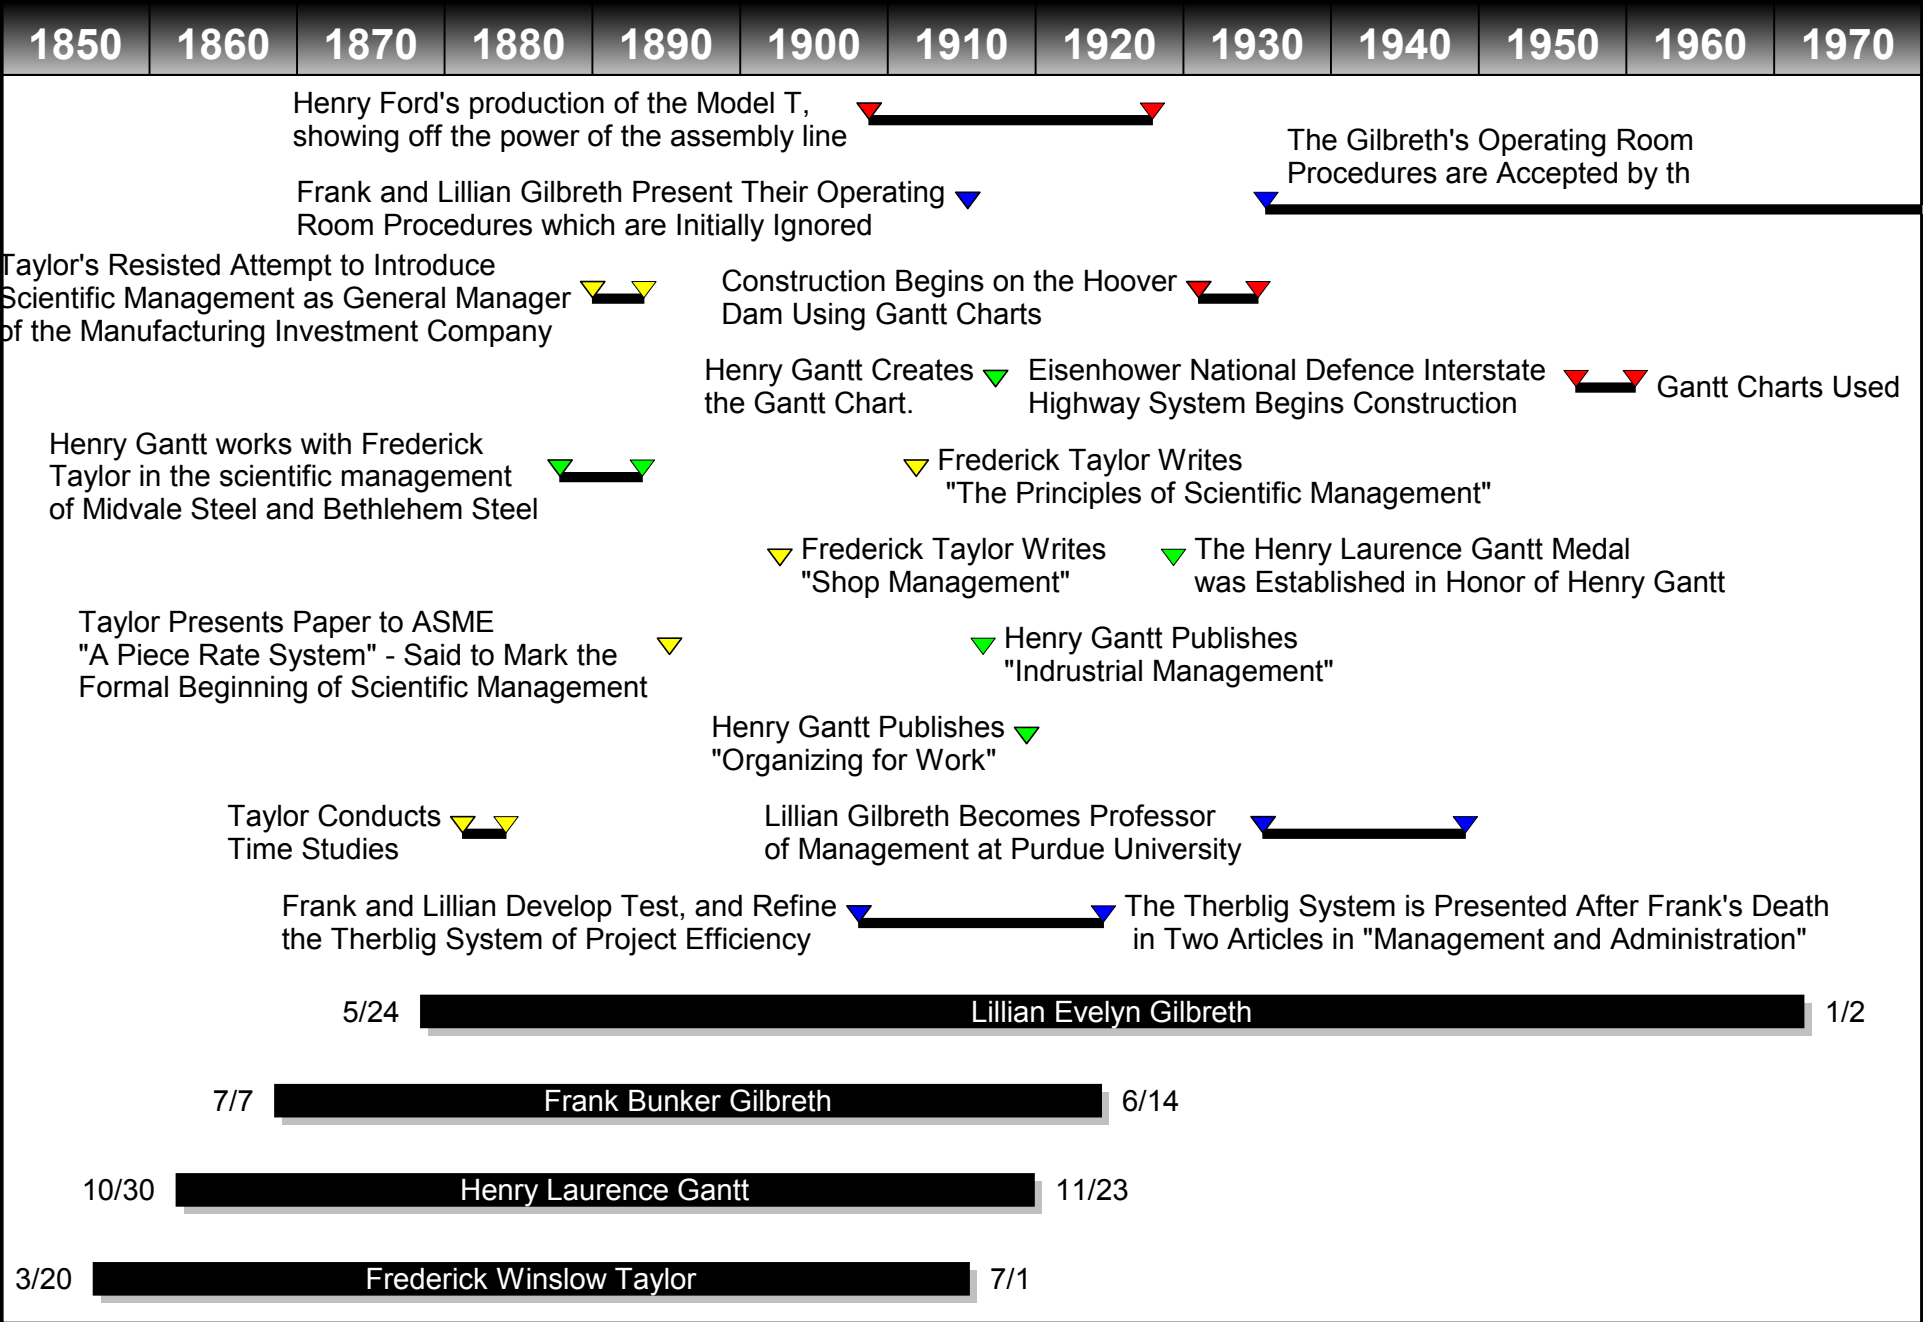 1850 1860 1870 1880 1890 1900 1910 1920 1930 1940 1950 1960 1970
Henry Ford's production of the Model T,
showing off the power of the assembly line
The Gilbreth's Operating Room
Procedures are Accepted by th
Frank and Lillian Gilbreth Present Their Operating
Room Procedures which are Initially Ignored
Taylor's Resisted Attempt to Introduce
Scientific Management as General Manager
of the Manufacturing Investment Company
Construction Begins on the Hoover
Dam Using Gantt Charts
Henry Gantt Creates
the Gantt Chart.
Eisenhower National Defence Interstate
Highway System Begins Construction
Gantt Charts Used
Henry Gantt works with Frederick
Taylor in the scientific management
of Midvale Steel and Bethlehem Steel
Frederick Taylor Writes
"The Principles of Scientific Management"
Frederick Taylor Writes
"Shop Management"
The Henry Laurence Gantt Medal
was Established in Honor of Henry Gantt
Taylor Presents Paper to ASME
"A Piece Rate System" - Said to Mark the
Formal Beginning of Scientific Management
Henry Gantt Publishes
"Indrustrial Management"
Henry Gantt Publishes
"Organizing for Work"
Taylor Conducts
Time Studies
Lillian Gilbreth Becomes Professor
of Management at Purdue University
Frank and Lillian Develop Test, and Refine
the Therblig System of Project Efficiency
The Therblig System is Presented After Frank's Death
in Two Articles in "Management and Administration"
5/24 Lillian Evelyn Gilbreth 1/2
7/7 Frank Bunker Gilbreth 6/14
10/30 Henry Laurence Gantt 11/23
3/20 Frederick Winslow Taylor 7/1